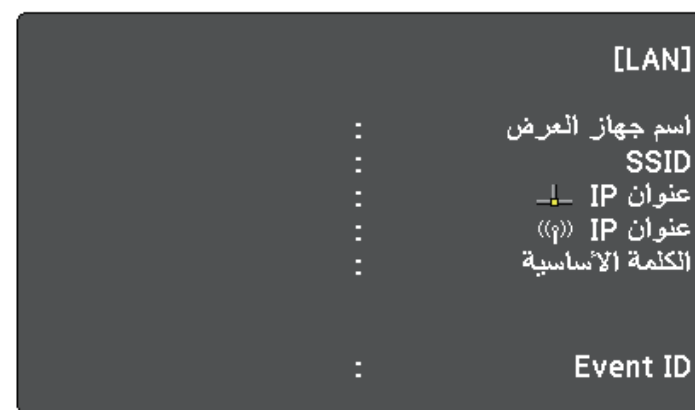 [LAN]
اسم جهاز العرض :
SSID :
عنوان IP :
عنوان IP :
الكلمة الأساسية :
Event ID :